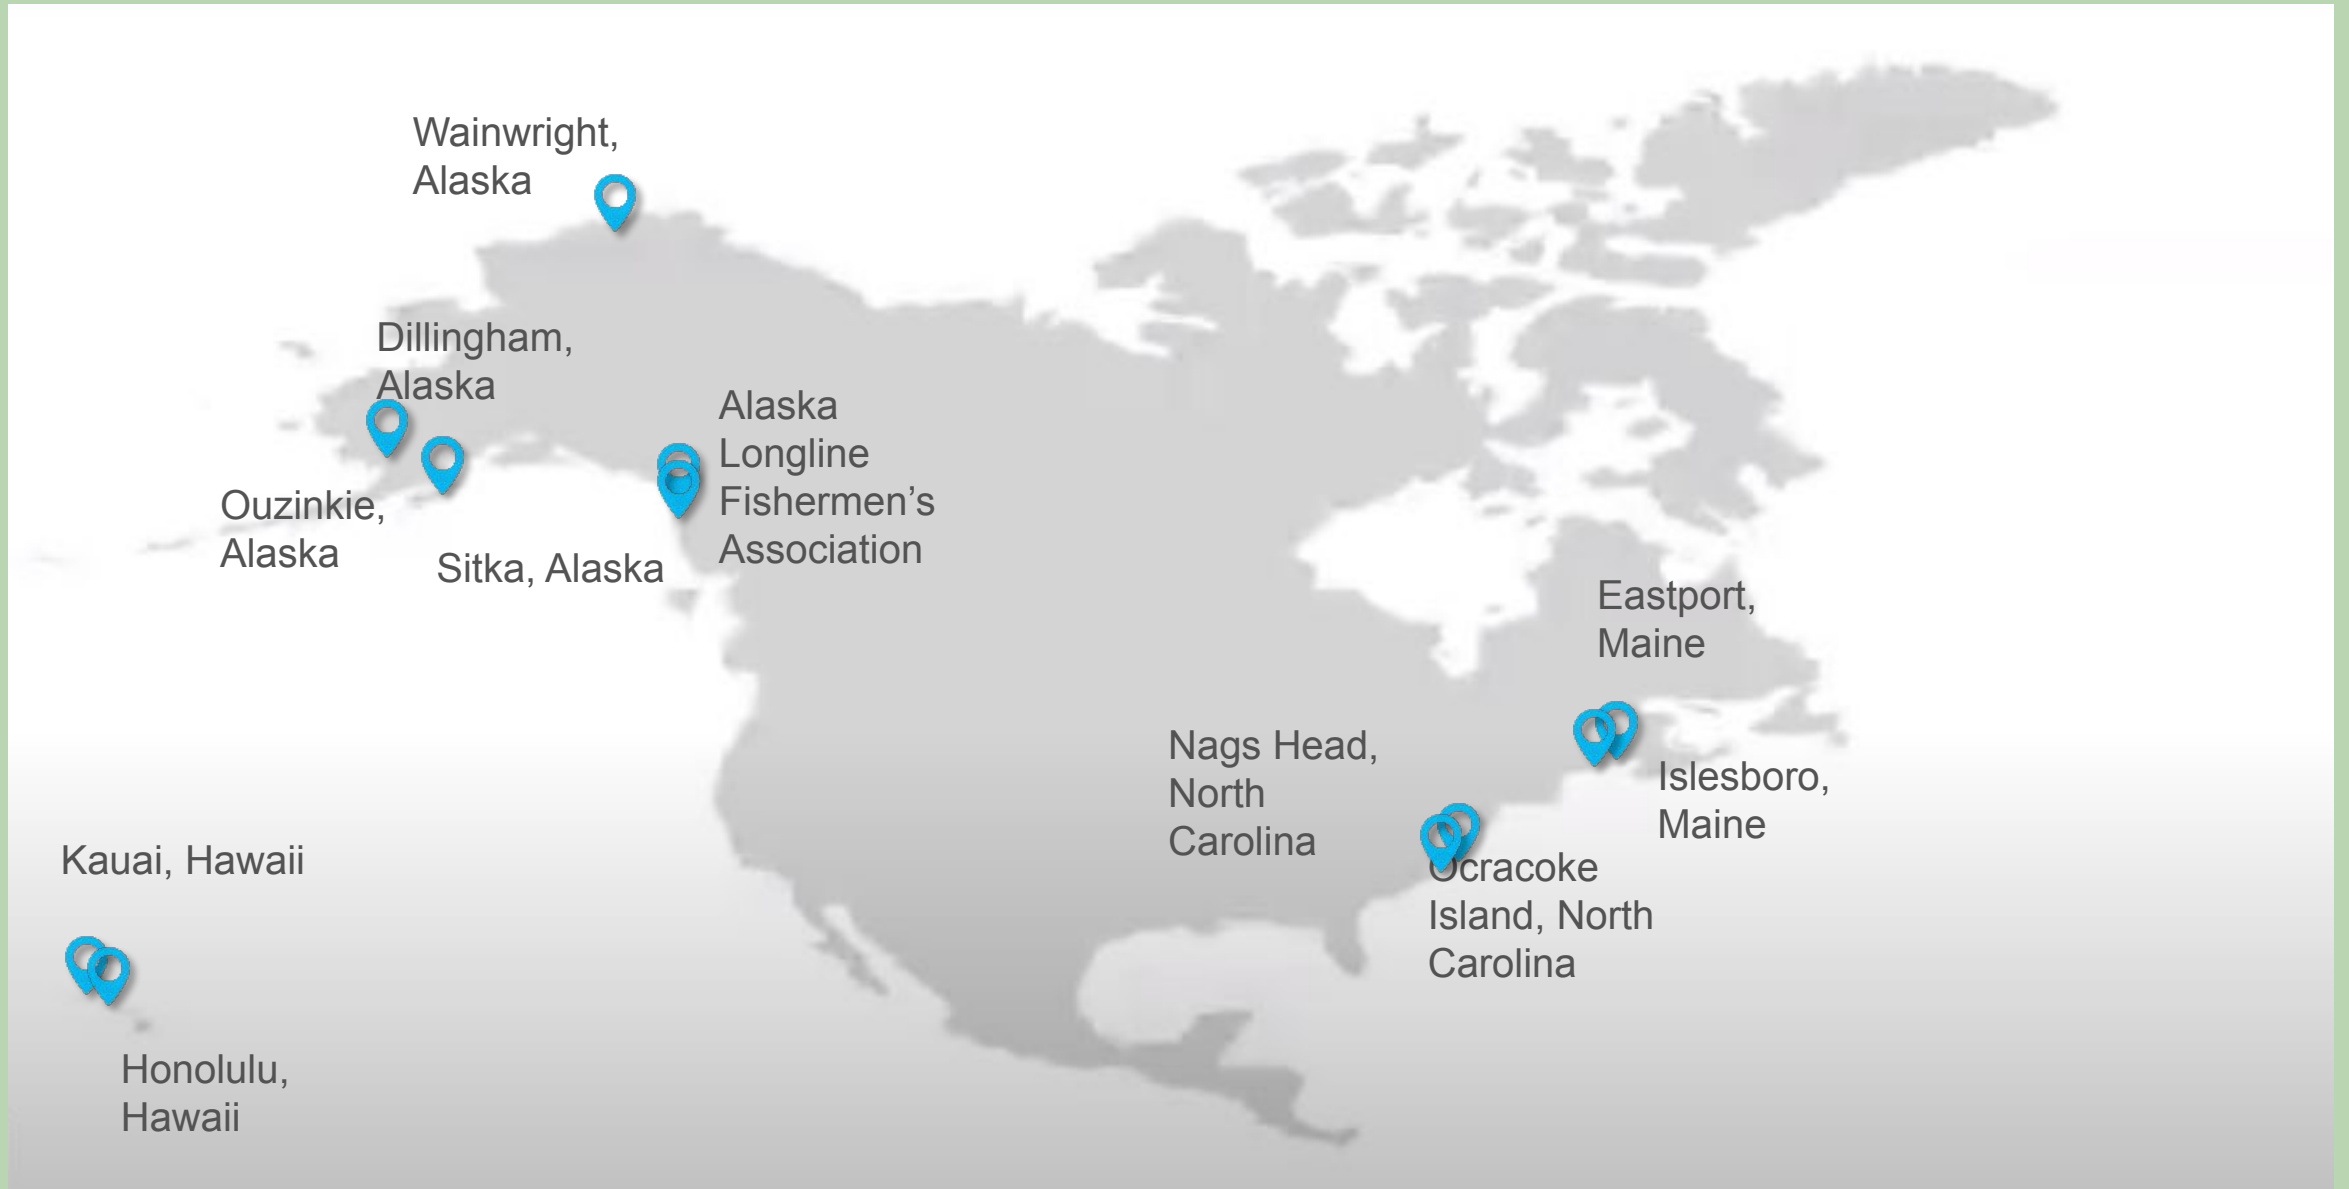 Wainwright,
Alaska
Dillingham,
Alaska
Alaska
Longline
Fishermen’s
Association
Ouzinkie,
Alaska
Sitka, Alaska
Eastport,
Maine
Nags Head,
North
Carolina
Islesboro,
Maine
Kauai, Hawaii
Ocracoke
Island, North
Carolina
Honolulu,
Hawaii